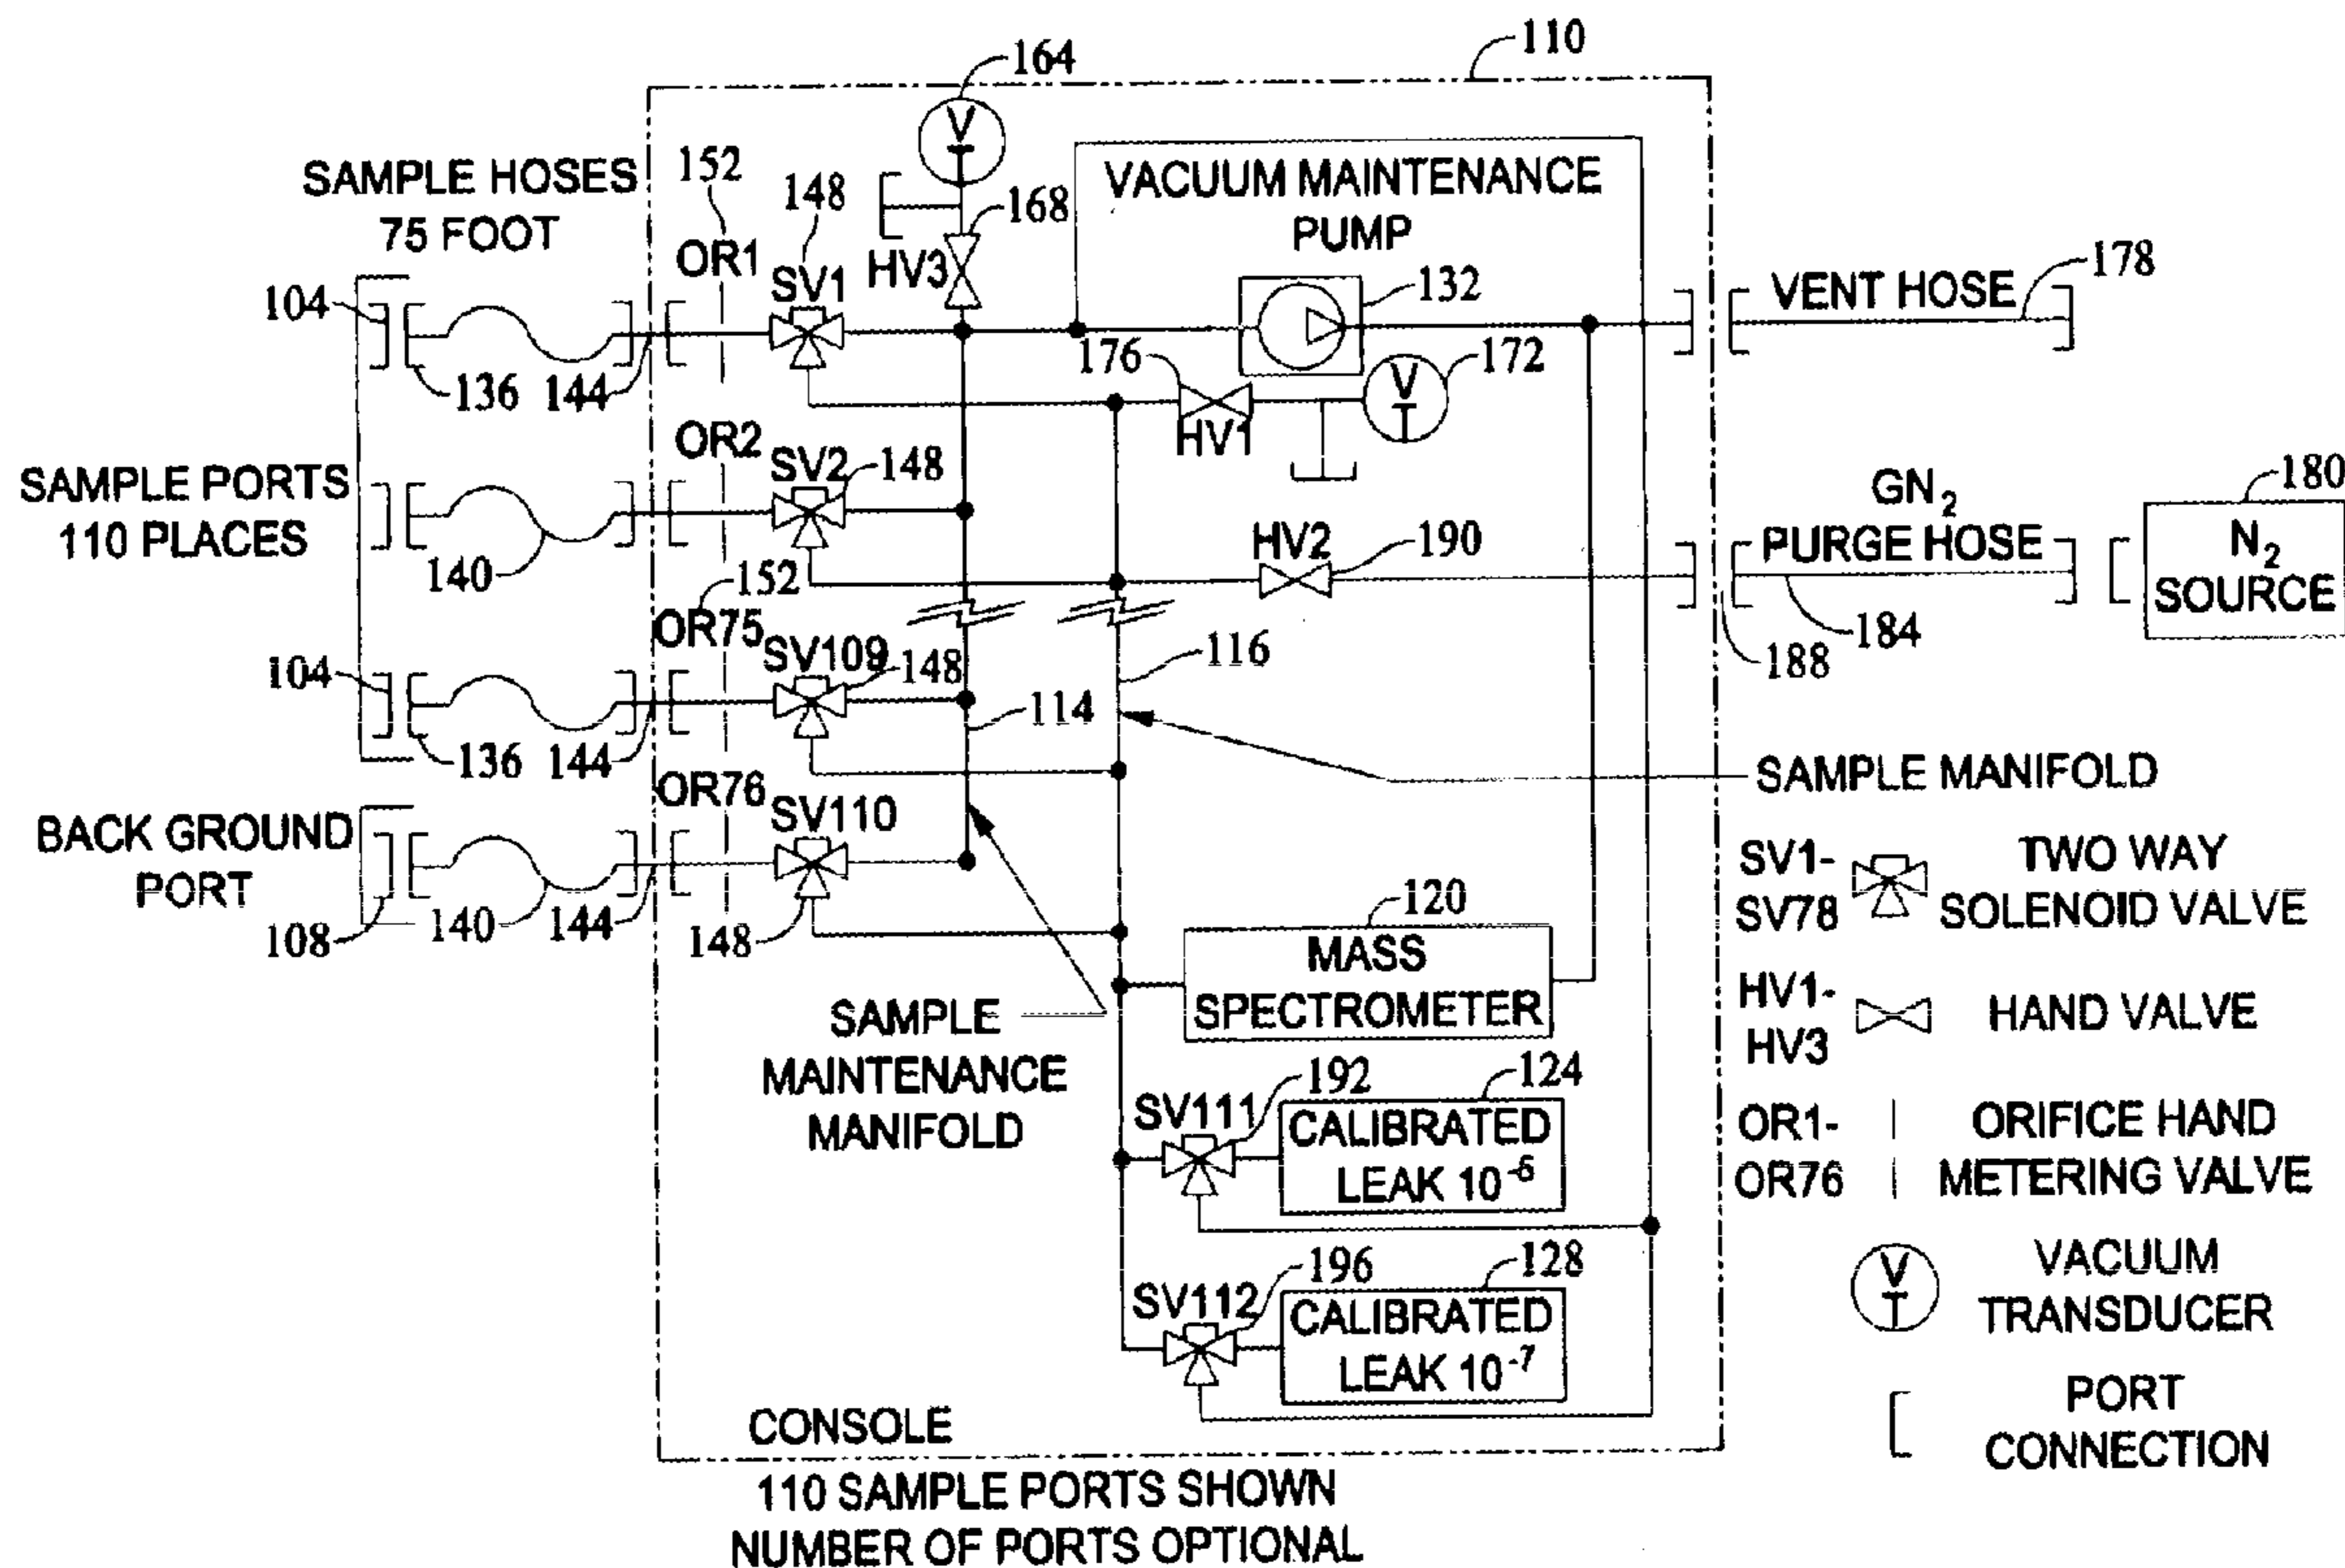 110
164
SAMPLE HOSES
75 FOOT
152
148
VACUUM MAINTENANCE
PUMP
168
V
T
OR1
SV1
HV3
132
VENT HOSE
178
104
136
144
176
HV1
V
T
172
SAMPLE PORTS
110 PLACES
OR2
SV2
148
140
152
HV2
190
GN2
PURGE HOSE
180
N2
SOURCE
184
188
OR75
SV109
148
116
104
136
144
114
SAMPLE MANIFOLD
BACK GROUND
PORT
OR76
SV110
108
140
144
148
SAMPLE
MAINTENANCE
MANIFOLD
120
MASS
SPECTROMETER
SV111
192
124
CALIBRATED
LEAK 10
SV112
196
128
CALIBRATED
LEAK 10-7
CONSOLE
110 SAMPLE PORTS SHOWN
NUMBER OF PORTS OPTIONAL
SV1-
SV78
TWO WAY
SOLENOID VALVE
HV1-
HV3
HAND VALVE
OR1-
OR76
ORIFICE HAND
METERING VALVE
V
T
VACUUM
TRANSDUCER
PORT
CONNECTION